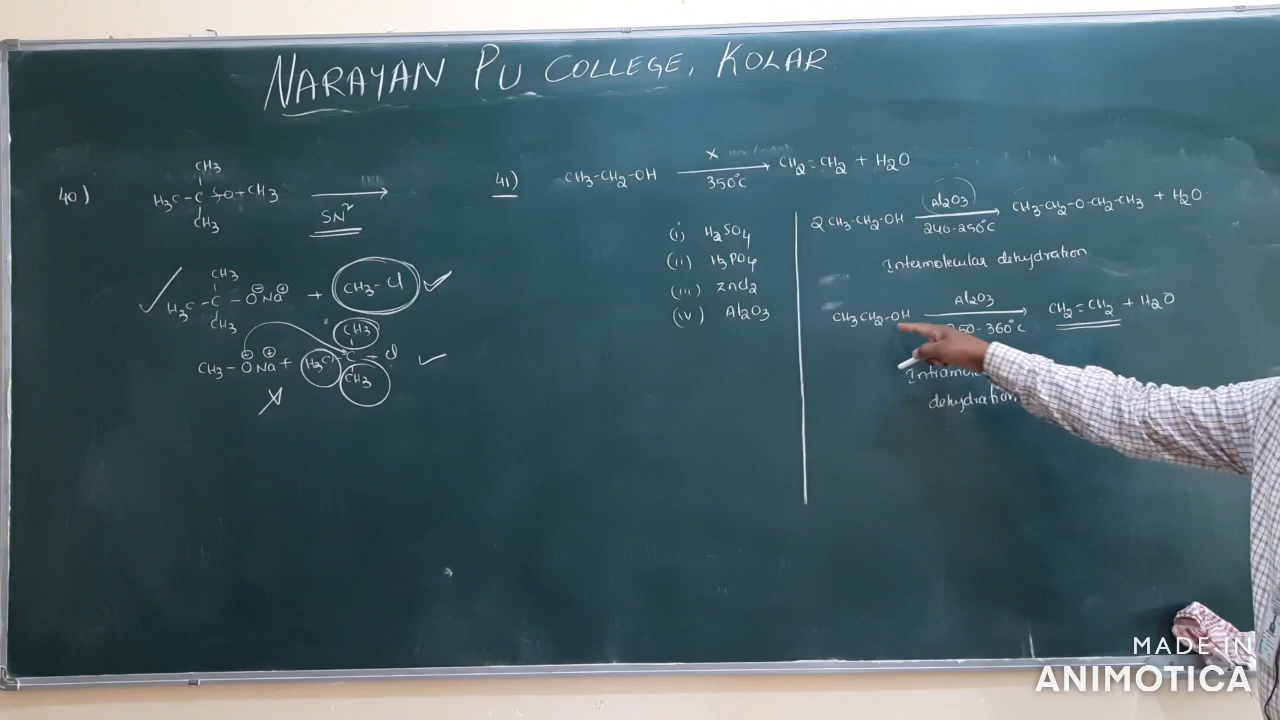 NARAYAN PU COLLEGE, KOLAR.
40)
CH3
H3C-C-O-CH3
CH3
SN²
CH3
H3C-C-O⊖Na⊕ + CH3-Cl
CH3
CH3
CH3-O⊖Na⊕ + H3C-C-Cl
CH3
X
41) CH3-CH2-OH X 350°C CH2=CH2 + H2O
(i) H2SO4
(ii) H3PO4
(iii) ZnCl2
(iv) Al2O3
2 CH3-CH2-OH (Al2O3) 240-250°C CH3-CH2-O-CH2-CH3 + H2O
Intermolecular dehydration
CH3CH2-OH Al2O3 50-360°C CH2=CH2 + H2O
dehydration
MADE IN
ANIMOTICA